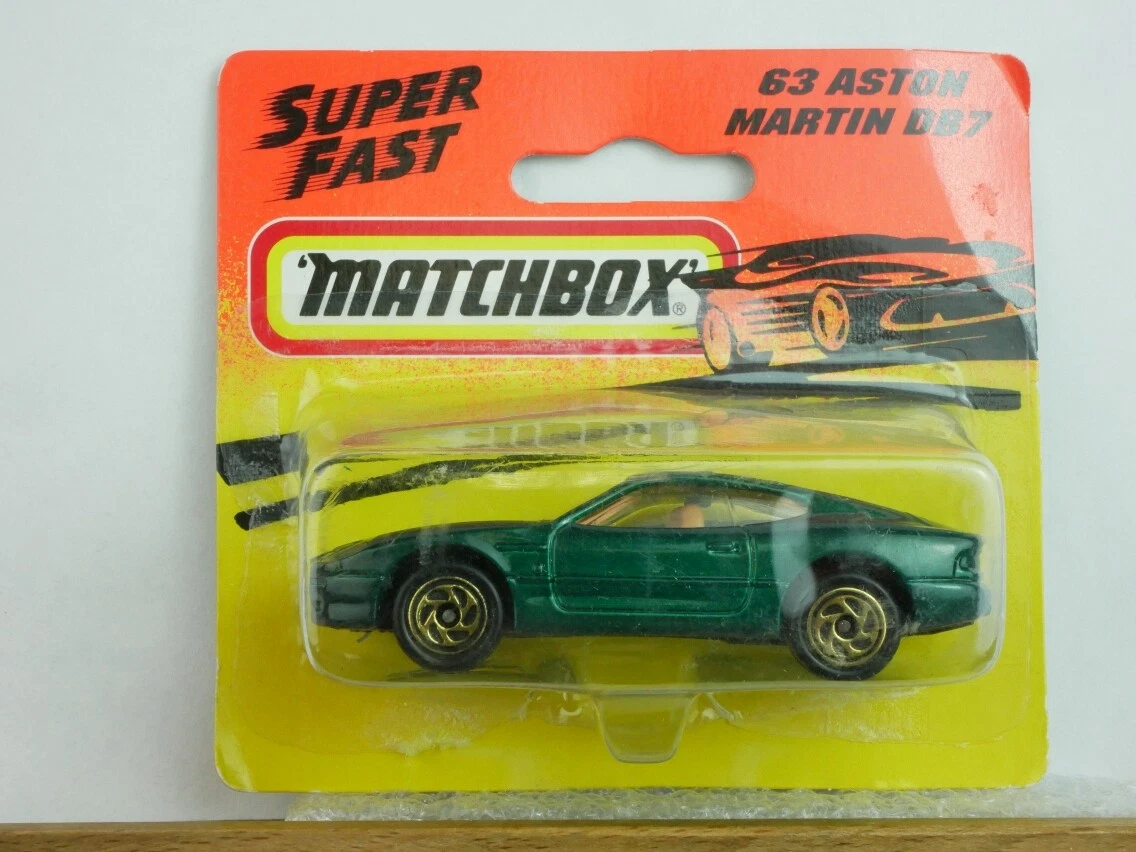 SUPER
FAST
63 ASTON
MARTIN DB7
'MATCHBOX'®